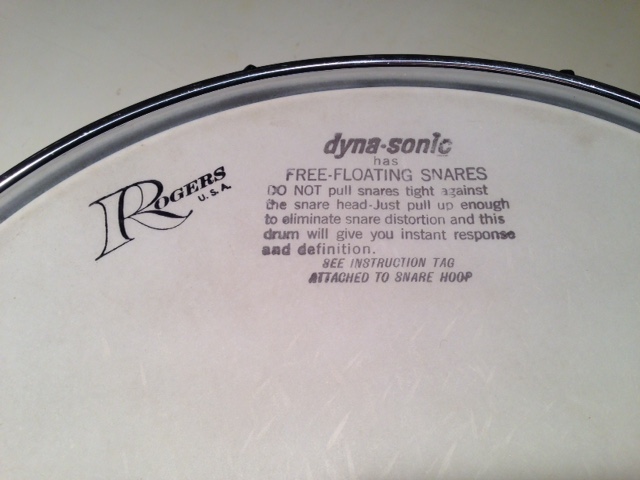 ROGERS
U.S.A.
dyna-sonic
has
FREE-FLOATING SNARES
DO NOT pull snares tight against
the snare head-Just pull up enough
to eliminate snare distortion and this
drum will give you instant response
and definition.
SEE INSTRUCTION TAG
ATTACHED TO SNARE HOOP